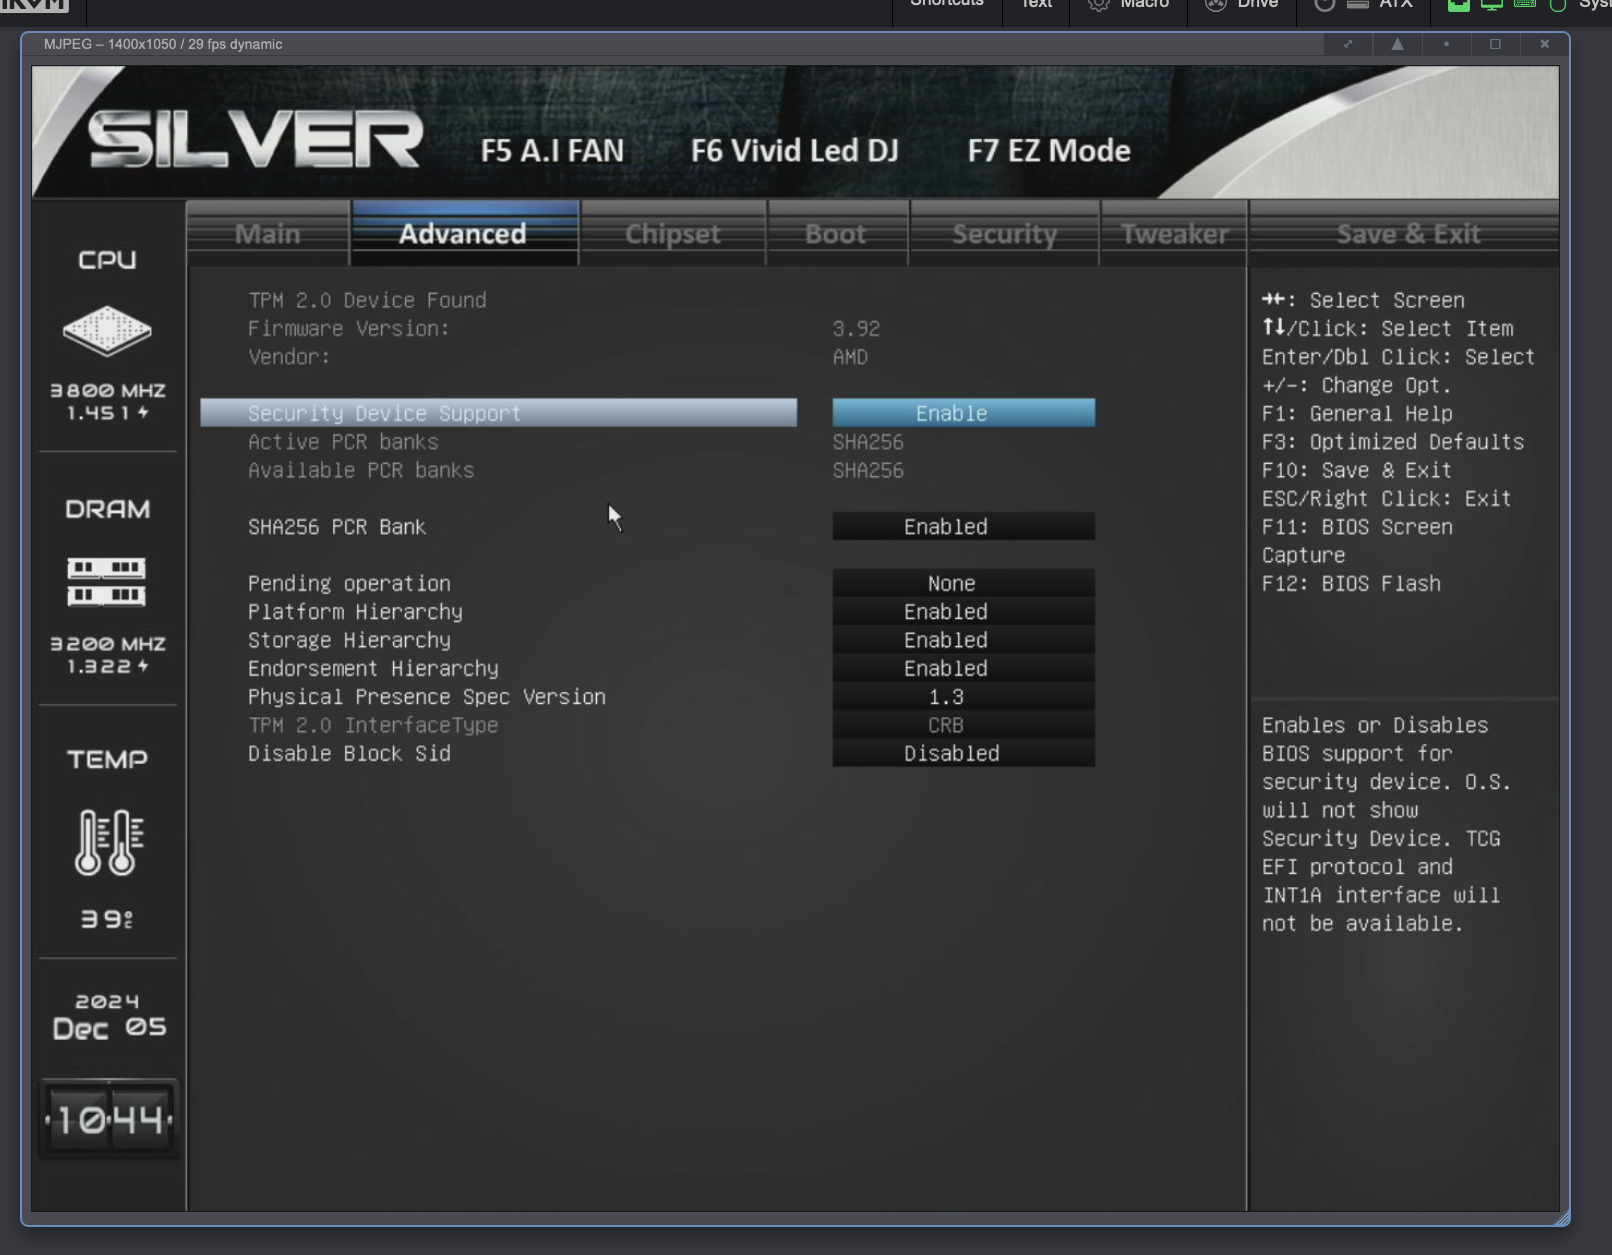 Shortcuts Text Macro Drive ATX
MJPEG – 1400x1050 / 29 fps dynamic
SILVER F5 A.I FAN F6 Vivid Led DJ F7 EZ Mode
Main Advanced Chipset Boot Security Tweaker Save & Exit
CPU
3800 MHZ
1.451
DRAM
3200 MHZ
1.322
TEMP
39°C
2024
Dec 05
10:44
TPM 2.0 Device Found
Firmware Version: 3.92
Vendor: AMD
Security Device Support Enable
Active PCR banks SHA256
Available PCR banks SHA256
SHA256 PCR Bank Enabled
Pending operation None
Platform Hierarchy Enabled
Storage Hierarchy Enabled
Endorsement Hierarchy Enabled
Physical Presence Spec Version 1.3
TPM 2.0 InterfaceType CRB
Disable Block Sid Disabled
→←: Select Screen
↑↓/Click: Select Item
Enter/Dbl Click: Select
+/-: Change Opt.
F1: General Help
F3: Optimized Defaults
F10: Save & Exit
ESC/Right Click: Exit
F11: BIOS Screen
Capture
F12: BIOS Flash
Enables or Disables
BIOS support for
security device. O.S.
will not show
Security Device. TCG
EFI protocol and
INT1A interface will
not be available.